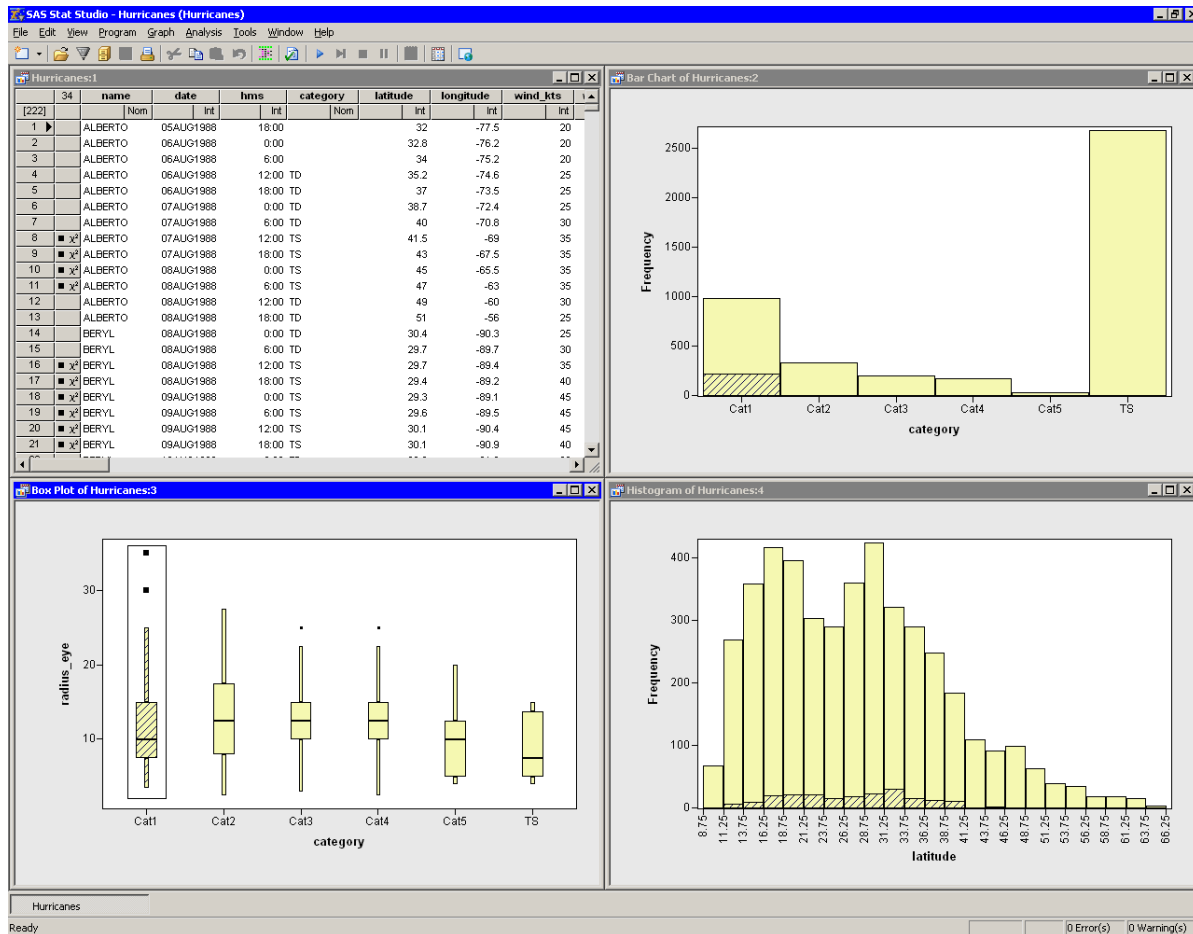 SAS Stat Studio - Hurricanes (Hurricanes)
File Edit View Program Graph Analysis Tools Window Help
Hurricanes:1
34 name date hms category latitude longitude wind_kts
[222] Nom Int Int Nom Int Int Int
1 ALBERTO 05AUG1988 18:00 32 -77.5 20
2 ALBERTO 06AUG1988 0:00 32.8 -76.2 20
3 ALBERTO 06AUG1988 6:00 34 -75.2 20
4 ALBERTO 06AUG1988 12:00 TD 35.2 -74.6 25
5 ALBERTO 06AUG1988 18:00 TD 37 -73.5 25
6 ALBERTO 07AUG1988 0:00 TD 38.7 -72.4 25
7 ALBERTO 07AUG1988 6:00 TD 40 -70.8 30
8 χ² ALBERTO 07AUG1988 12:00 TS 41.5 -69 35
9 χ² ALBERTO 07AUG1988 18:00 TS 43 -67.5 35
10 χ² ALBERTO 08AUG1988 0:00 TS 45 -65.5 35
11 χ² ALBERTO 08AUG1988 6:00 TS 47 -63 35
12 ALBERTO 08AUG1988 12:00 TD 49 -60 30
13 ALBERTO 08AUG1988 18:00 TD 51 -56 25
14 BERYL 08AUG1988 0:00 TD 30.4 -90.3 25
15 BERYL 08AUG1988 6:00 TD 29.7 -89.7 30
16 χ² BERYL 08AUG1988 12:00 TS 29.7 -89.4 35
17 χ² BERYL 08AUG1988 18:00 TS 29.4 -89.2 40
18 χ² BERYL 09AUG1988 0:00 TS 29.3 -89.1 45
19 χ² BERYL 09AUG1988 6:00 TS 29.6 -89.5 45
20 χ² BERYL 09AUG1988 12:00 TS 30.1 -90.4 45
21 χ² BERYL 09AUG1988 18:00 TS 30.1 -90.9 40
Bar Chart of Hurricanes:2
2500
2000
1500
1000
500
0
Frequency
Cat1 Cat2 Cat3 Cat4 Cat5 TS
category
Box Plot of Hurricanes:3
30
20
10
radius_eye
Cat1 Cat2 Cat3 Cat4 Cat5 TS
category
Histogram of Hurricanes:4
400
300
200
100
0
Frequency
8.75 11.25 13.75 16.25 18.75 21.25 23.75 26.25 28.75 31.25 33.75 36.25 38.75 41.25 43.75 46.25 48.75 51.25 53.75 56.25 58.75 61.25 63.75 66.25
latitude
Hurricanes
Ready 0 Error(s) 0 Warning(s)